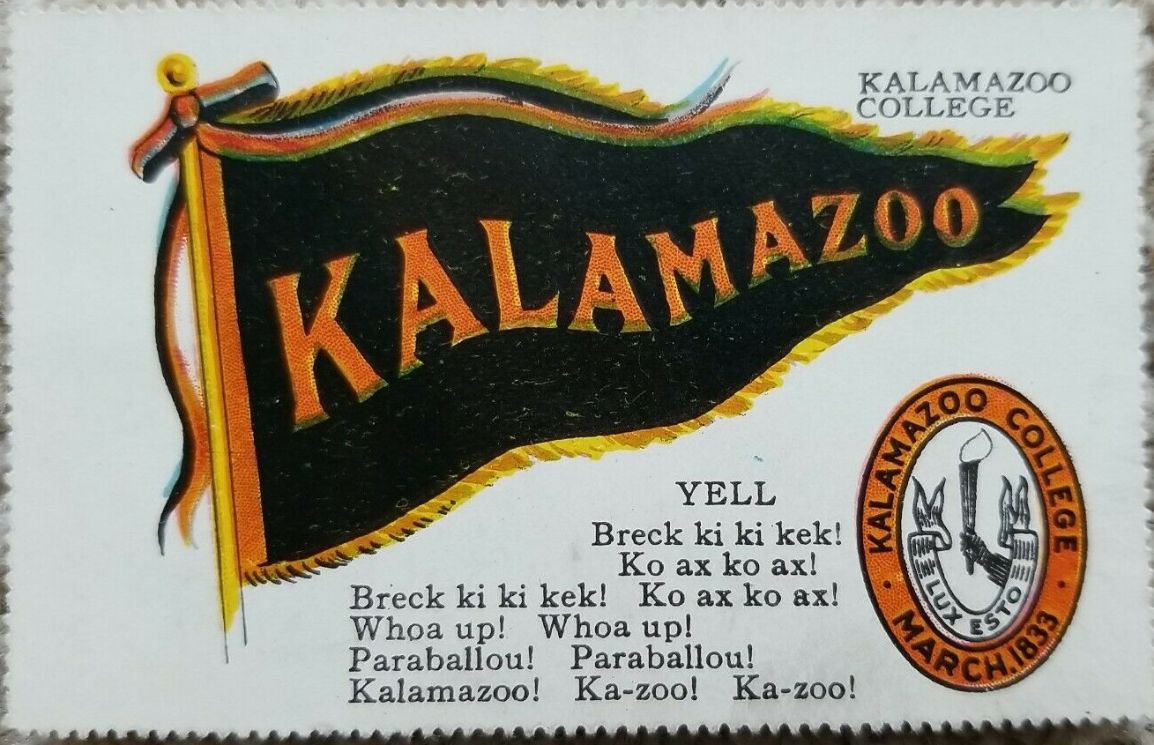 KALAMAZOO
COLLEGE
KALAMAZOO
YELL
Breck ki ki kek!
Ko ax ko ax!
Breck ki ki kek! Ko ax ko ax!
Whoa up! Whoa up!
Paraballou! Paraballou!
Kalamazoo! Ka-zoo! Ka-zoo!
· KALAMAZOO COLLEGE ·
LUX ESTO
MARCH.1833